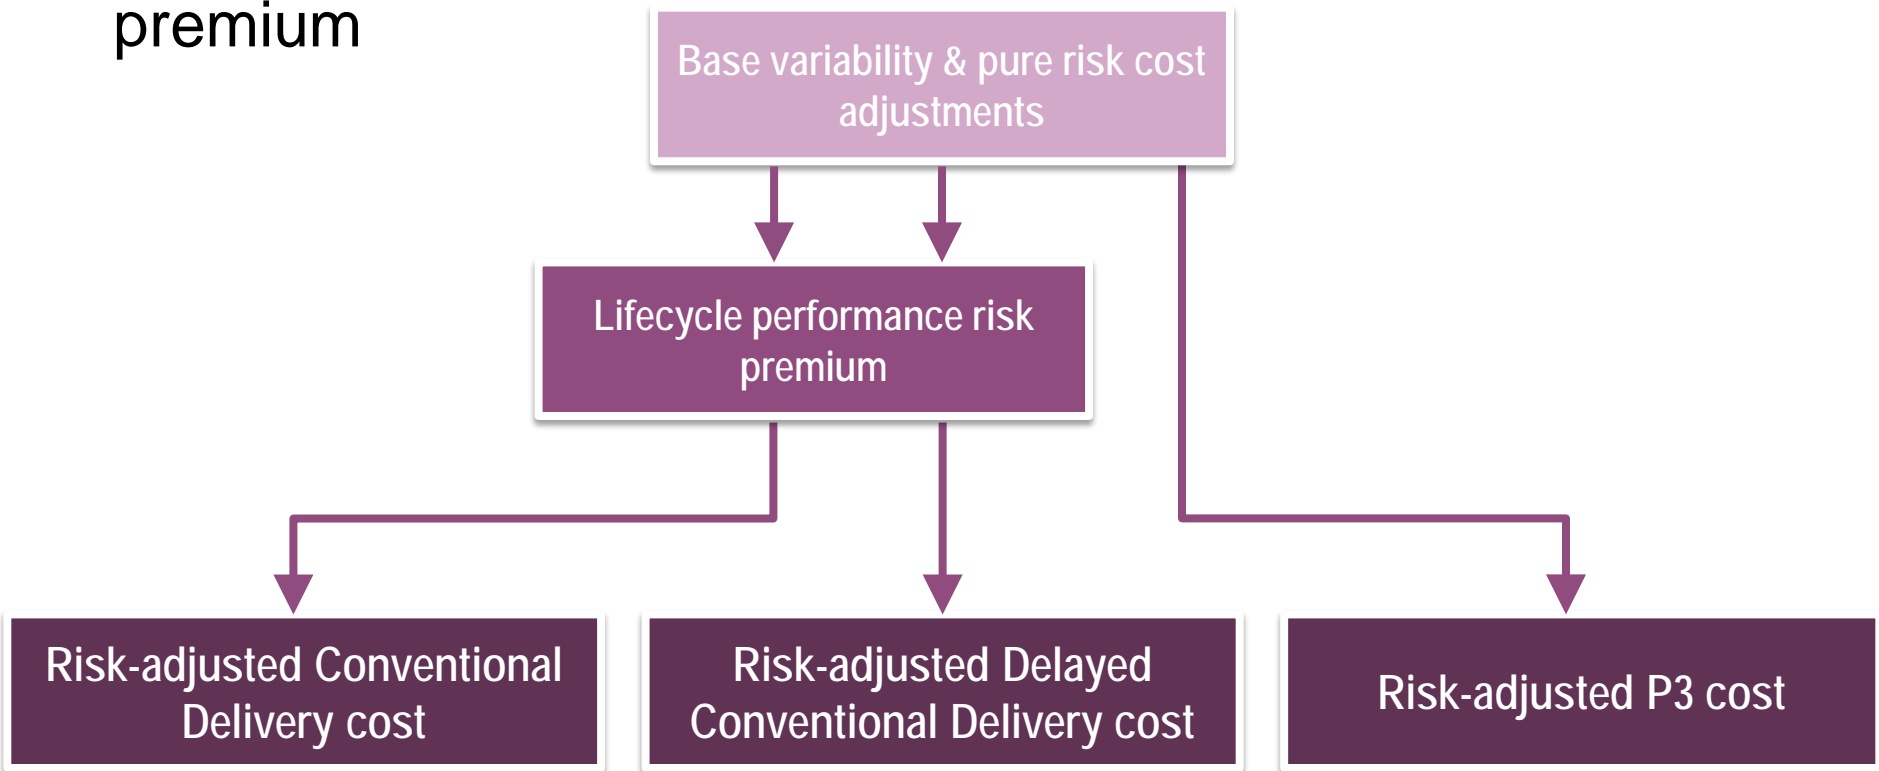 premium
Base variability & pure risk cost
adjustments
Lifecycle performance risk
premium
Risk-adjusted Conventional
Delivery cost
Risk-adjusted Delayed
Conventional Delivery cost
Risk-adjusted P3 cost